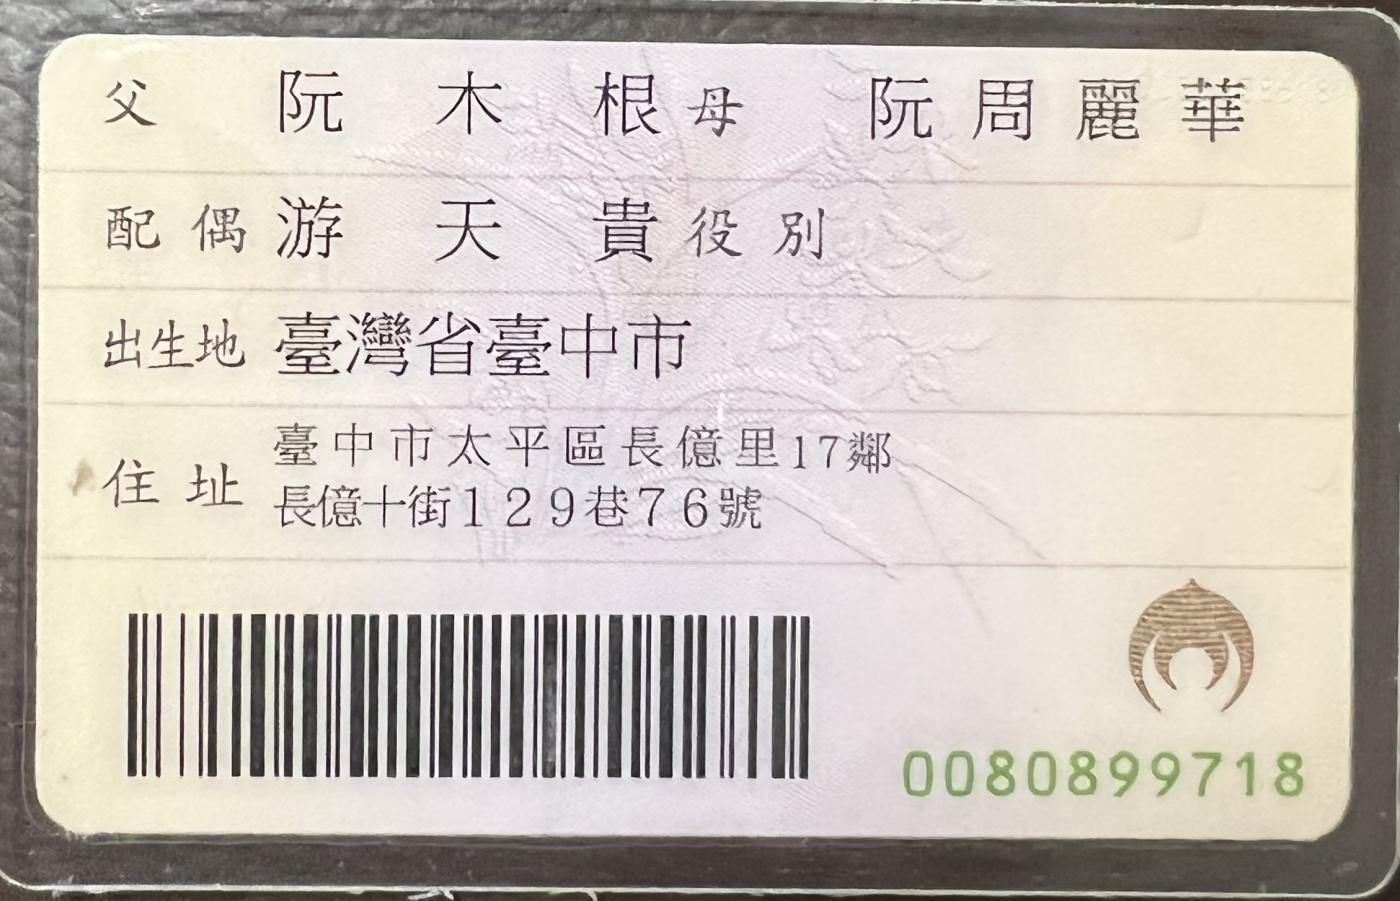 父 阮木根 母 阮周麗華
配偶 游天貴 役別
出生地 臺灣省臺中市
住址 臺中市太平區長億里17鄰
長億十街129巷76號
0080899718